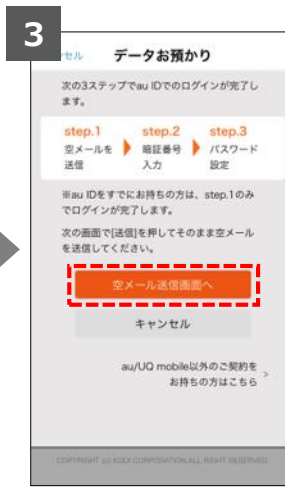 3
セル データお預かり
次の3ステップでau IDでのログインが完了し
ます。
step.1 step.2 step.3
空メールを 暗証番号 パスワード
送信 入力 設定
※au IDをすでにお持ちの方は、step.1のみ
でログインが完了します。
次の画面で[送信]を押してそのまま空メール
を送信してください。
空メール送信画面へ
キャンセル
au/UQ mobile以外のご契約を
お持ちの方はこちら >
COPYRIGHT (c) KDDI CORPORATION,ALL RIGHT RESERVED